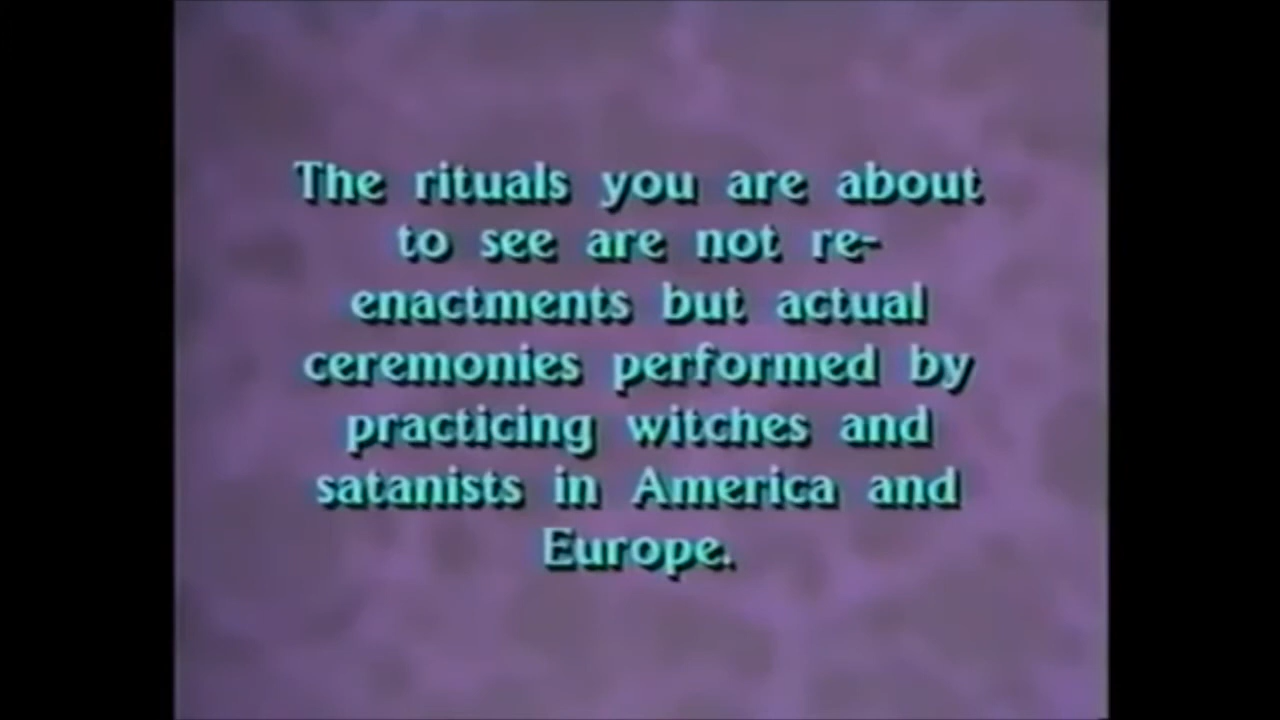 The rituals you are about
to see are not re-
enactments but actual
ceremonies performed by
practicing witches and
satanists in America and
Europe.